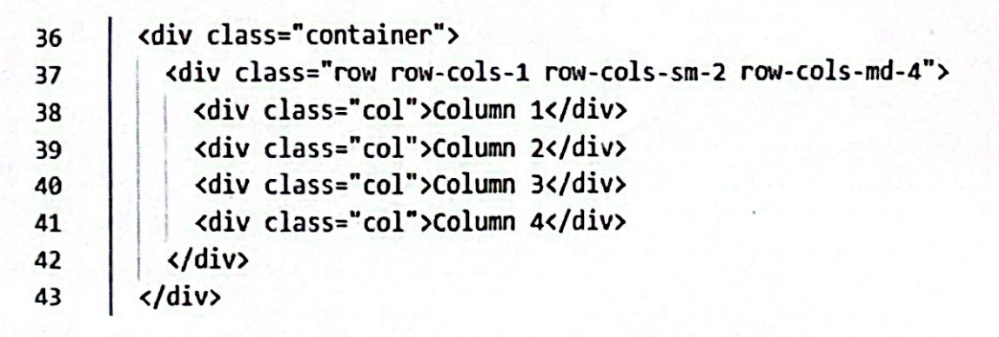 36 <div class="container">
37 <div class="row row-cols-1 row-cols-sm-2 row-cols-md-4">
38 <div class="col">Column 1</div>
39 <div class="col">Column 2</div>
40 <div class="col">Column 3</div>
41 <div class="col">Column 4</div>
42 </div>
43 </div>